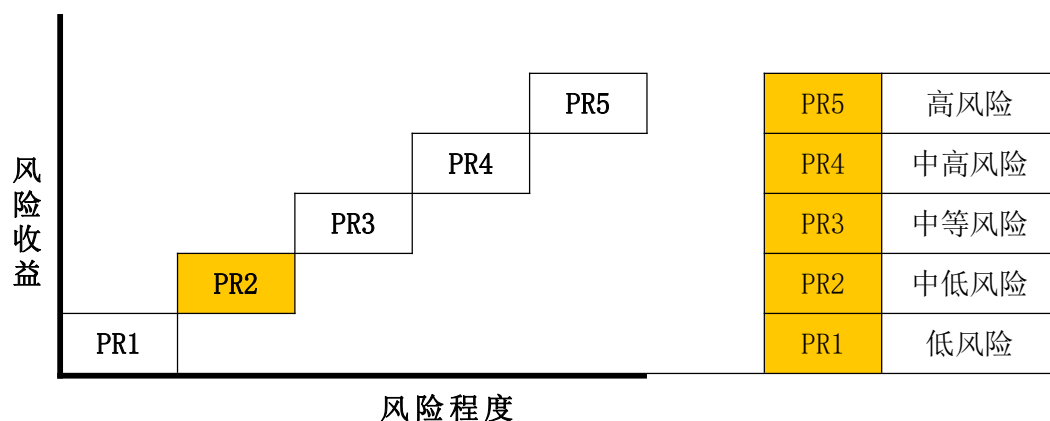 风险收益
PR5
PR4
PR3
PR2
PR1
风险程度
PR5 高风险
PR4 中高风险
PR3 中等风险
PR2 中低风险
PR1 低风险